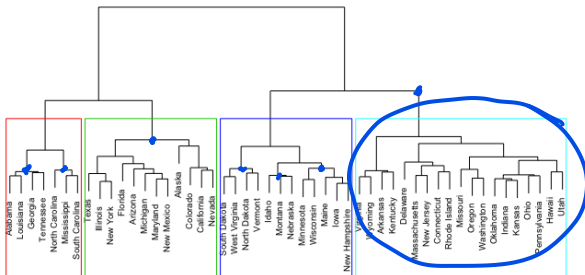 Alabama
Louisiana
Georgia
Tennessee
North Carolina
Mississippi
South Carolina
Texas
Illinois
New York
Florida
Arizona
Michigan
Maryland
New Mexico
Alaska
Colorado
California
Nevada
South Dakota
West Virginia
North Dakota
Vermont
Idaho
Montana
Nebraska
Minnesota
Wisconsin
Maine
Iowa
New Hampshire
Virginia
Wyoming
Arkansas
Kentucky
Delaware
Massachusetts
New Jersey
Connecticut
Rhode Island
Missouri
Oregon
Washington
Oklahoma
Indiana
Kansas
Ohio
Pennsylvania
Hawaii
Utah